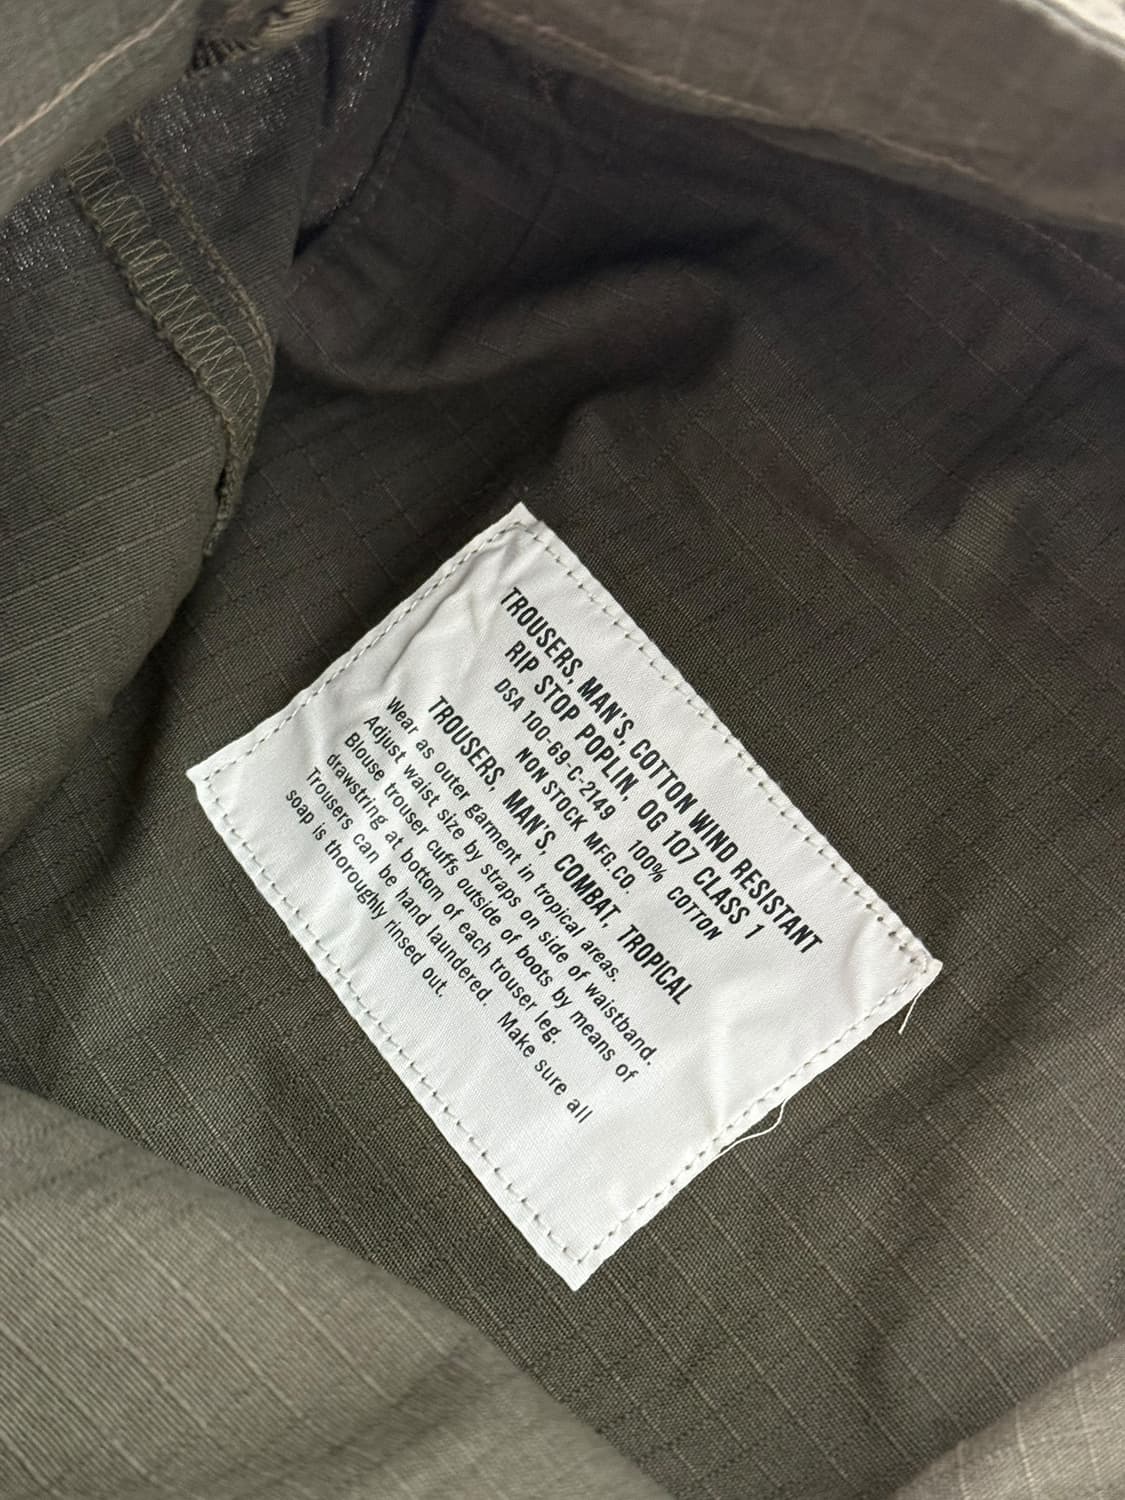 TROUSERS, MAN'S, COTTON WIND RESISTANT
RIP STOP POPLIN, OG 107 CLASS 1
DSA 100-69-C-2149 100% COTTON
NON STOCK MFG.CO.
TROUSERS, MAN'S, COMBAT, TROPICAL
Wear as outer garment in tropical areas.
Adjust waist size by straps on side of waistband.
Blouse trouser cuffs outside of boots by means of
drawstring at bottom of each trouser leg.
Trousers can be hand laundered. Make sure all
soap is thoroughly rinsed out.